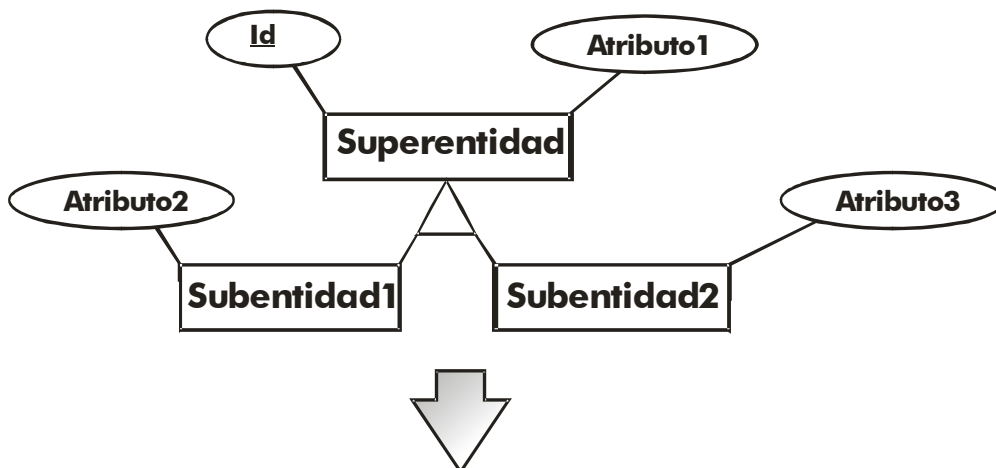 Id
Atributo1
Superentidad
Atributo2
Atributo3
Subentidad1
Subentidad2